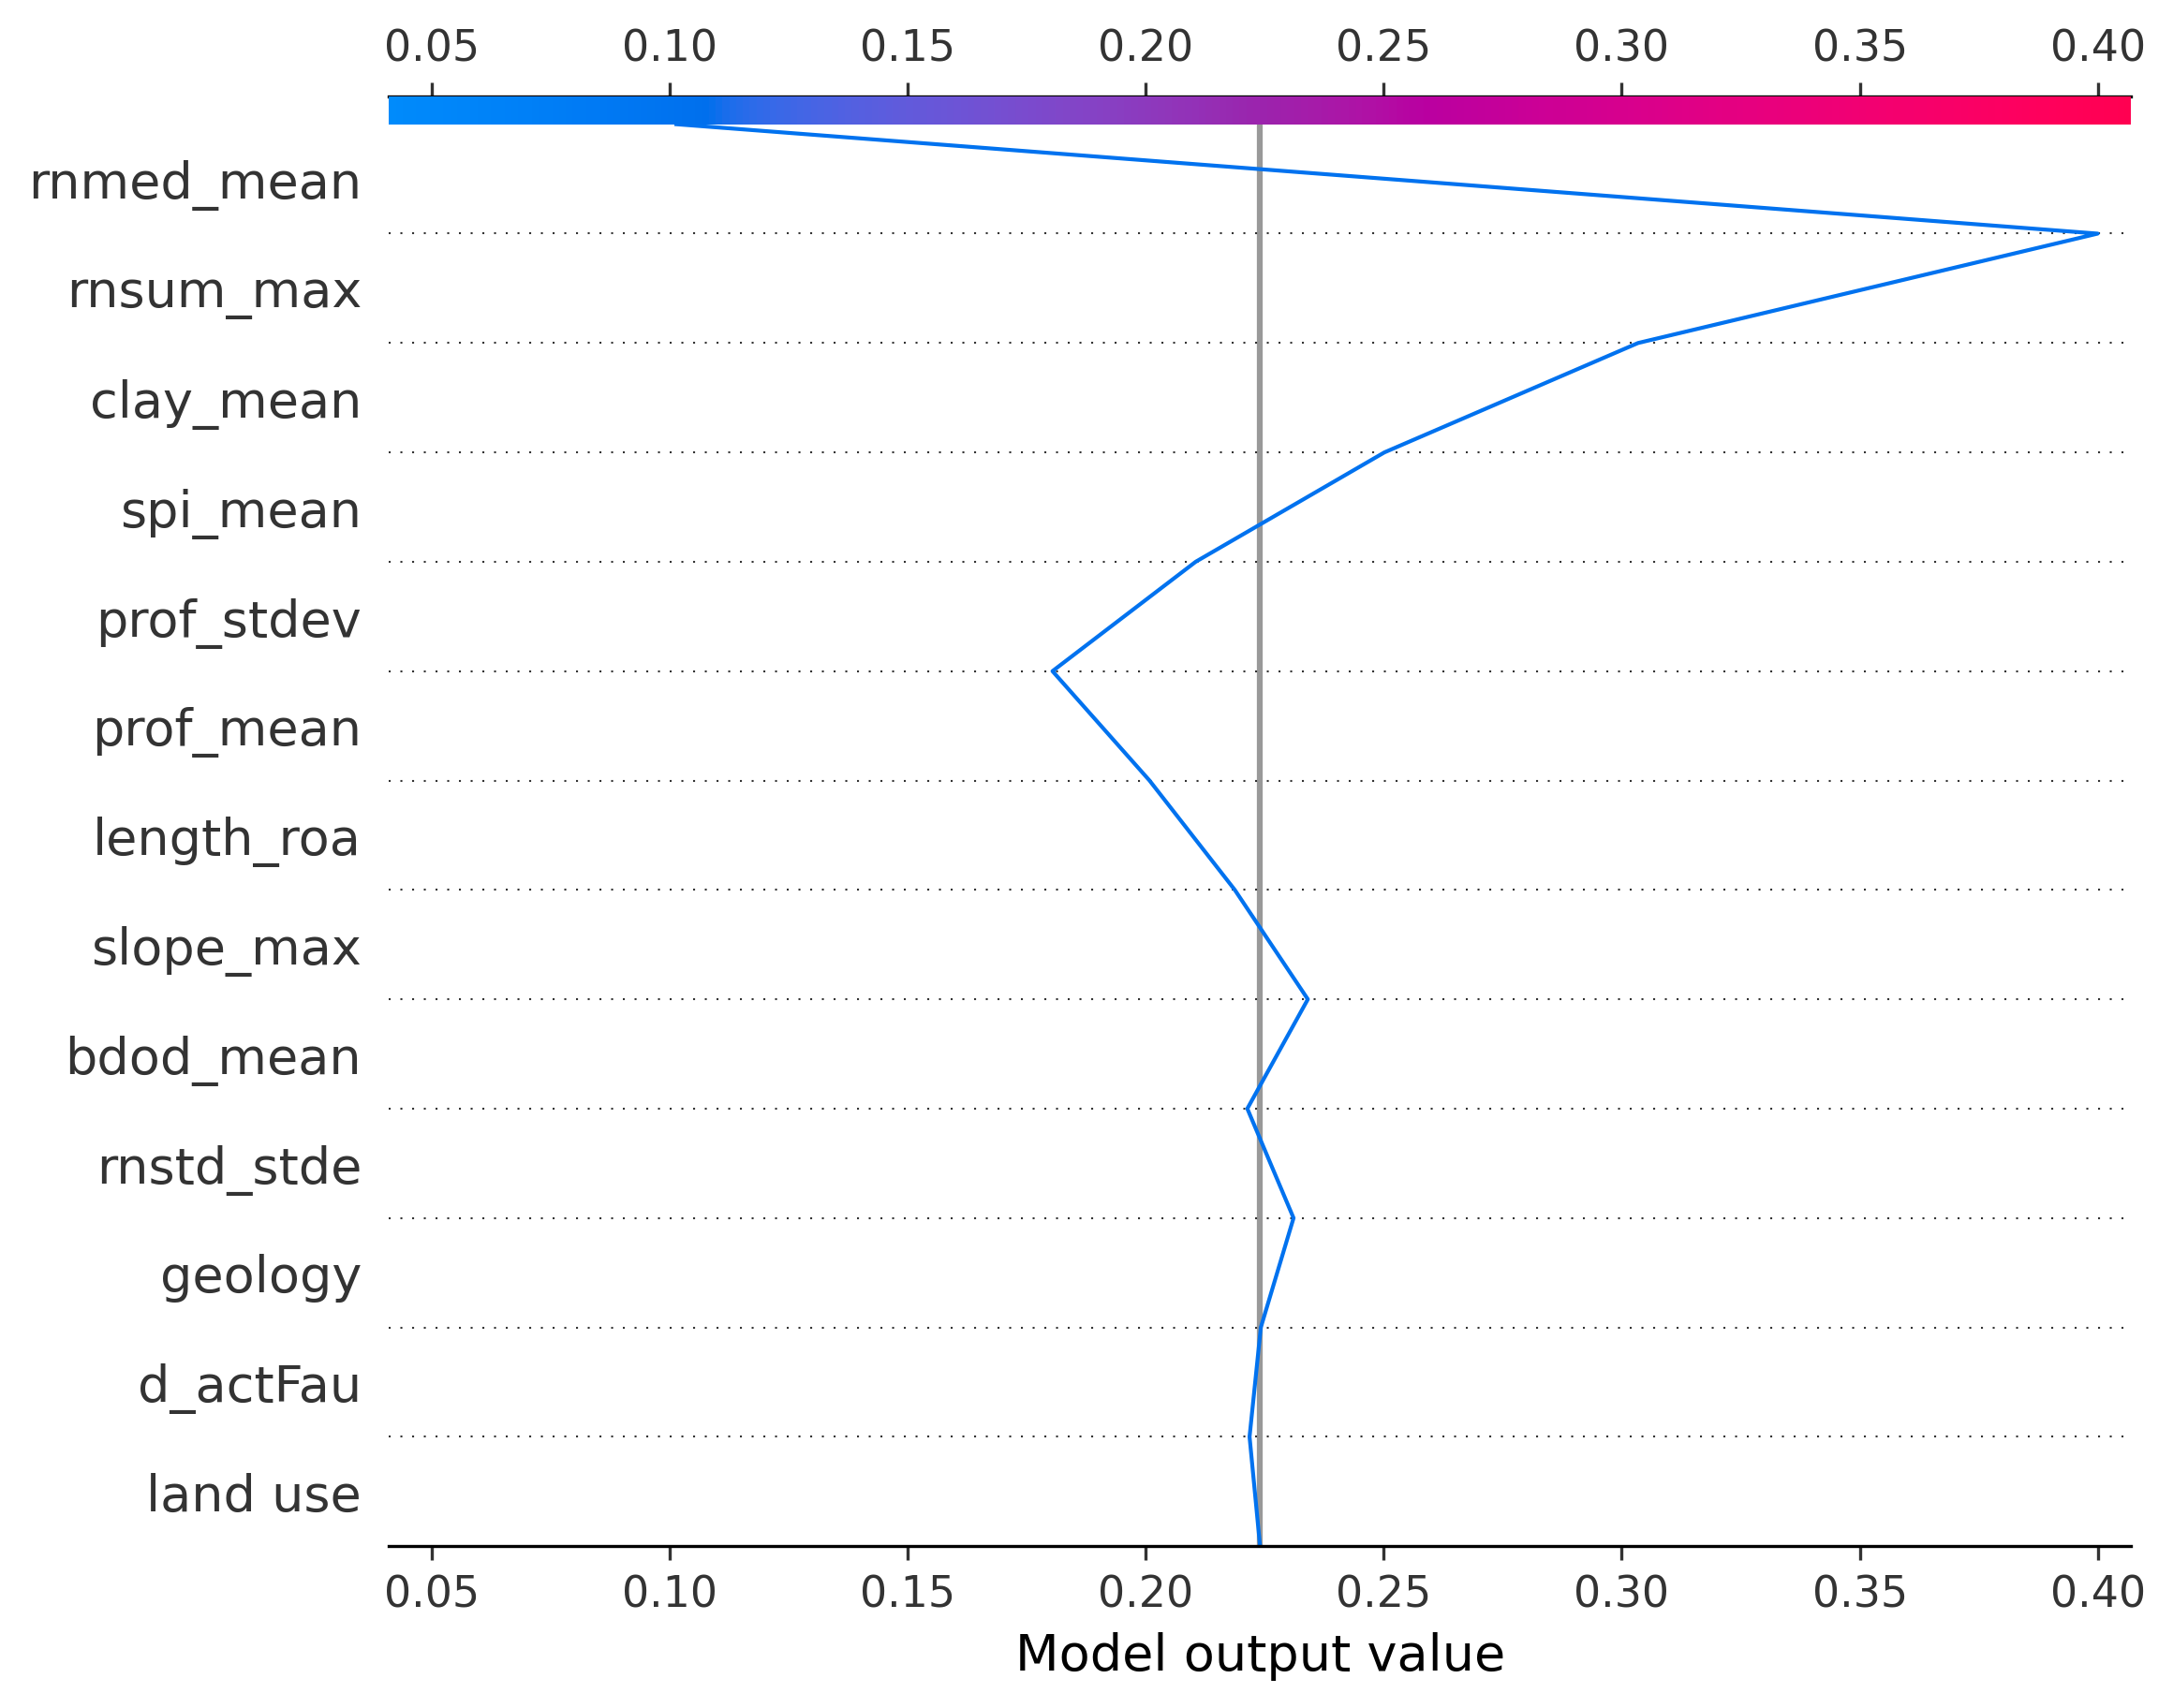 0.05 0.10 0.15 0.20 0.25 0.30 0.35 0.40
rnmed_mean
rnsum_max
clay_mean
spi_mean
prof_stdev
prof_mean
length_roa
slope_max
bdod_mean
rnstd_stde
geology
d_actFau
land use
0.05 0.10 0.15 0.20 0.25 0.30 0.35 0.40
Model output value